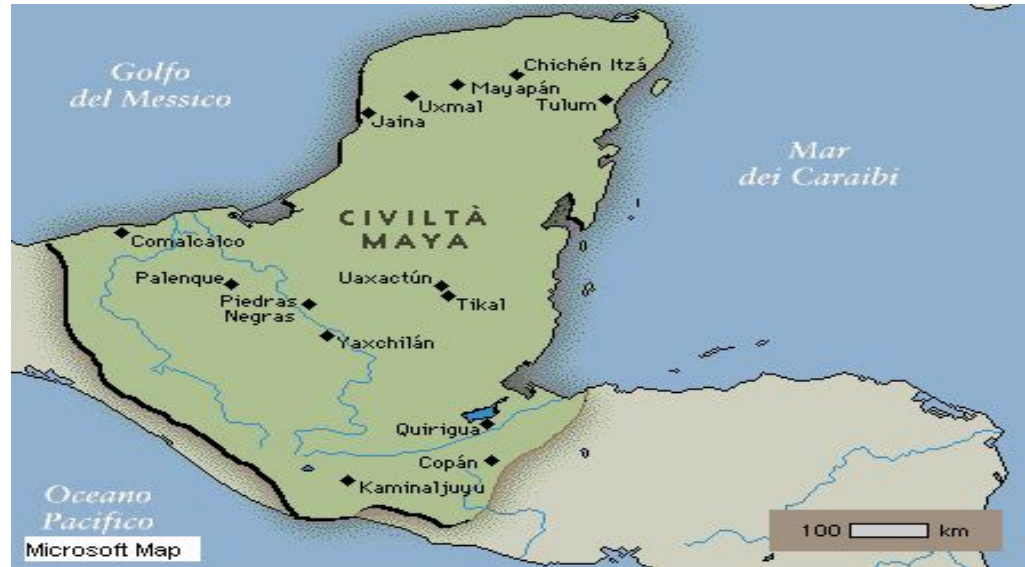 Golfo
del Messico
Chichén Itzá
Mayapán
Uxmal
Tulum
Jaina
Mar
dei Caraibi
CIVILTÀ
MAYA
Comalcalco
Palenque
Uaxactún
Piedras
Negras
Tikal
Yaxchilán
Quirigua
Copán
Kaminaljuyú
Oceano
Pacifico
Microsoft Map
100 km